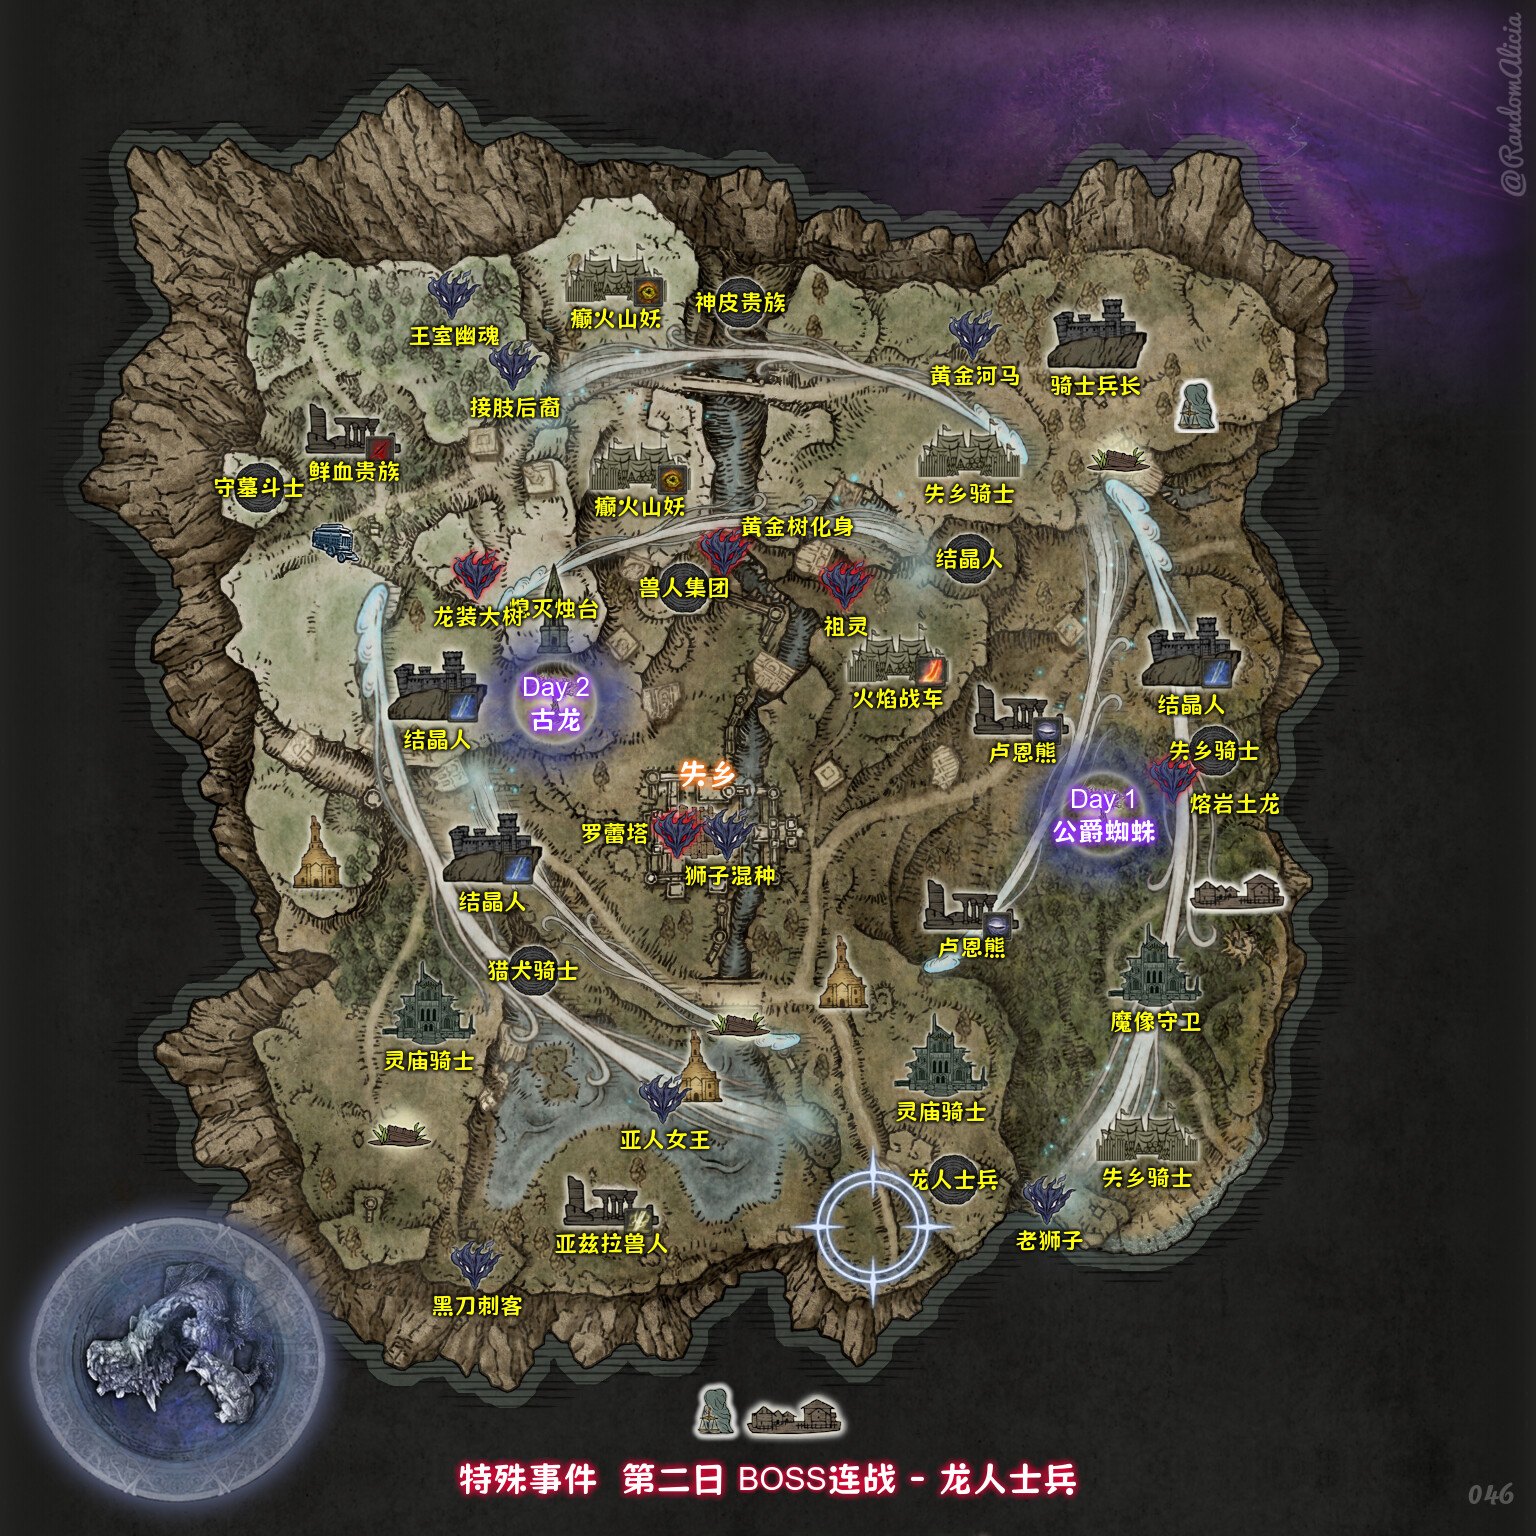 @RandomAlicia
王室幽魂
癫火山妖
神皮贵族
黄金河马
骑士兵长
接肢后裔
鲜血贵族
守墓斗士
癫火山妖
失乡骑士
黄金树化身
结晶人
兽人集团
龙装大树
熄灭烛台
祖灵
火焰战车
结晶人
Day 2
古龙
结晶人
卢恩熊
失乡骑士
失乡
Day 1
公爵蜘蛛
熔岩土龙
罗蕾塔
狮子混种
结晶人
卢恩熊
猎犬骑士
魔像守卫
灵庙骑士
灵庙骑士
亚人女王
龙人士兵
失乡骑士
亚兹拉兽人
老狮子
黑刀刺客
特殊事件 第二日 BOSS连战 - 龙人士兵
046